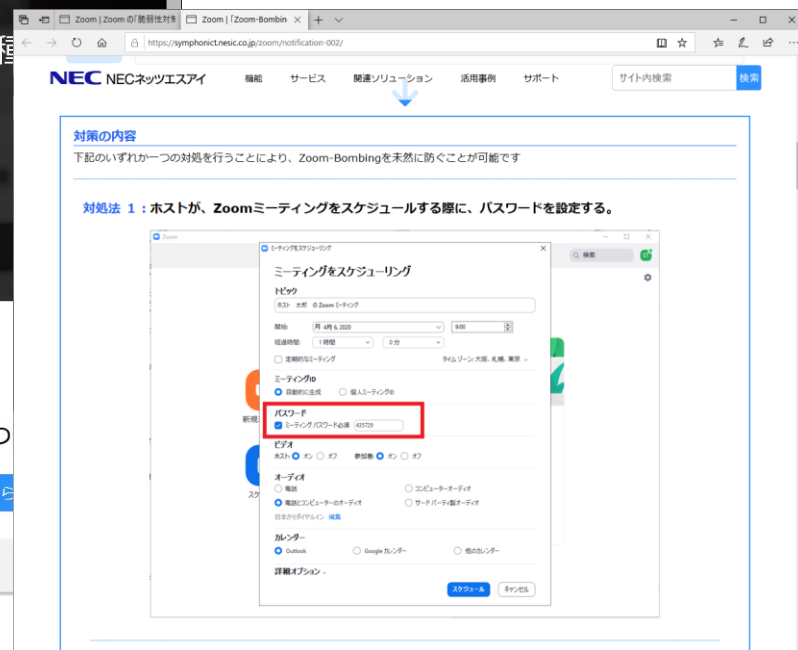 Zoom | Zoom の「脆弱性対策
Zoom | 「Zoom-Bombin
https://symphonict.nesic.co.jp/zoom/notification-002/
NEC NECネッツエスアイ
機能 サービス 関連ソリューション 活用事例 サポート
サイト内検索 検索
対策の内容
下記のいずれか一つの対処を行うことにより、Zoom-Bombingを未然に防ぐことが可能です
対処法 1：ホストが、Zoomミーティングをスケジュールする際に、パスワードを設定する。
Zoom
ミーティングをスケジューリング
検索
ミーティングをスケジューリング
トピック
ホスト 太郎 の Zoom ミーティング
開始: 月 4月 6, 2020 9:00
経過時間: 1 時間 0 分
定期的なミーティング タイムゾーン: 大阪、札幌、東京
ミーティングID
自動的に生成 個人ミーティングID
パスワード
ミーティング パスワード必須 435729
新規
ビデオ
ホスト: オン オフ 参加者: オン オフ
オーディオ
電話 コンピューターオーディオ
スケ
電話とコンピューターのオーディオ サードパーティ製オーディオ
日本からダイヤルイン 編集
カレンダー
Outlook Google カレンダー 他のカレンダー
詳細オプション
スケジュール キャンセル